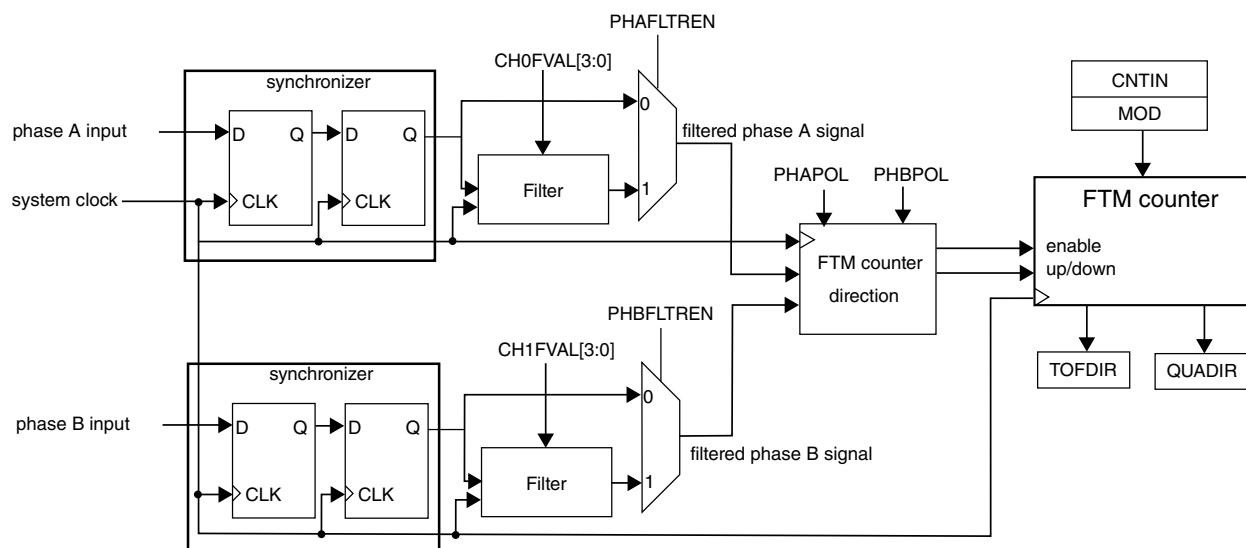 PHAFLTREN
CH0FVAL[3:0]
synchronizer
CNTIN
MOD
0
phase A input
D
Q
D
Q
filtered phase A signal
Filter
1
PHAPOL
PHBPOL
system clock
CLK
CLK
FTM counter
enable
up/down
FTM counter
direction
PHBFLTREN
CH1FVAL[3:0]
synchronizer
TOFDIR
QUADIR
0
phase B input
D
Q
D
Q
filtered phase B signal
Filter
1
CLK
CLK